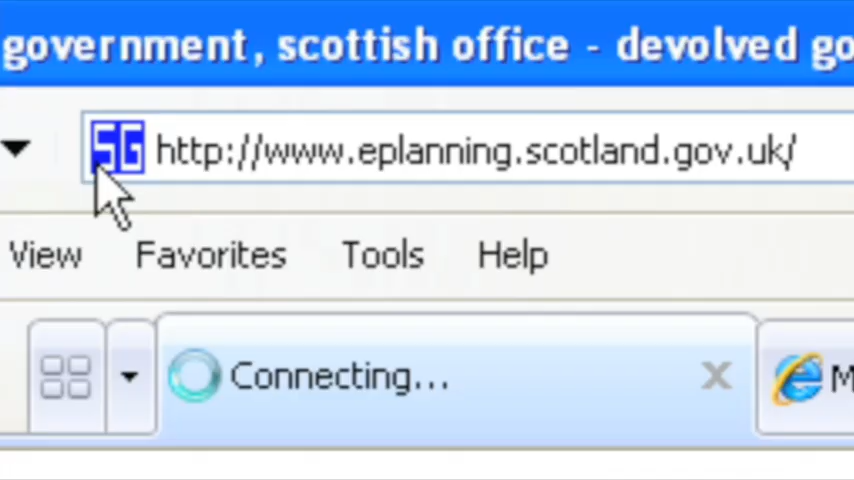 government, scottish office - devolved go
SG http://www.eplanning.scotland.gov.uk/
View Favorites Tools Help
Connecting... M